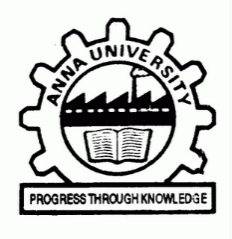 ANNA UNIVERSITY
PROGRESS THROUGH KNOWLEDGE